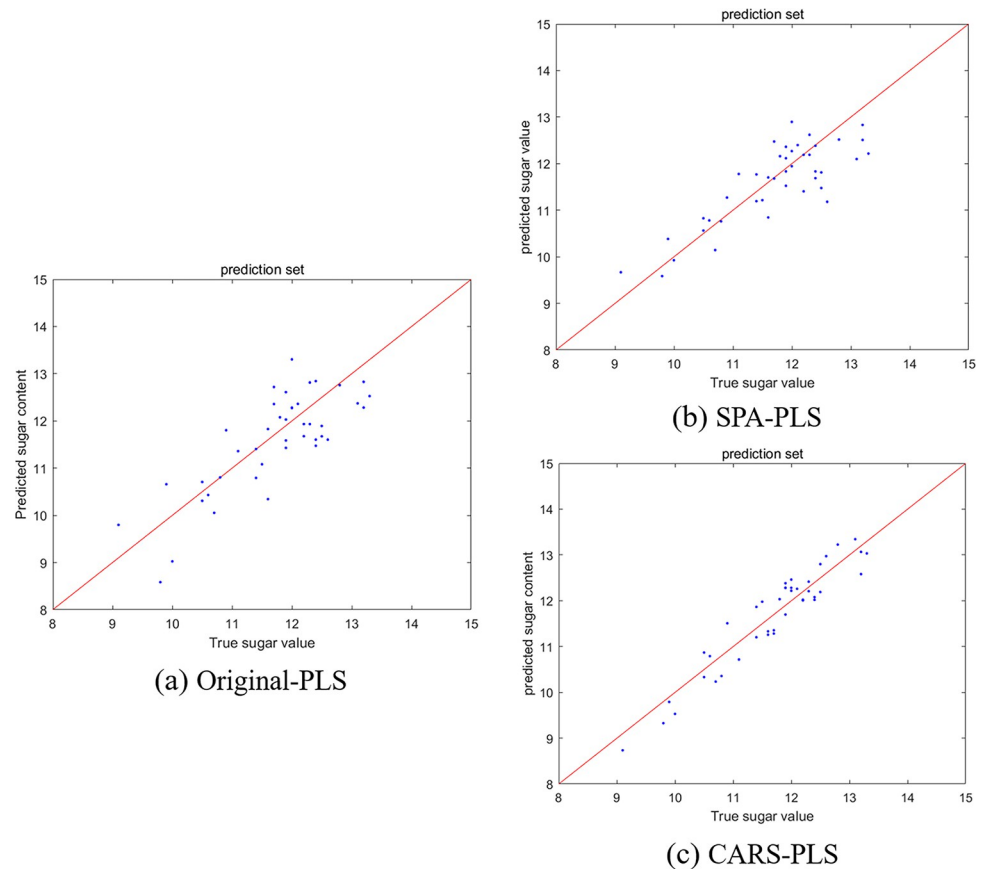 prediction set
15
14
13
12
11
10
9
8
Predicted sugar content
8 9 10 11 12 13 14 15
True sugar value
(a) Original-PLS
prediction set
15
14
13
12
11
10
9
8
predicted sugar value
8 9 10 11 12 13 14 15
True sugar value
(b) SPA-PLS
prediction set
15
14
13
12
11
10
9
8
predicted sugar content
8 9 10 11 12 13 14 15
True sugar value
(c) CARS-PLS